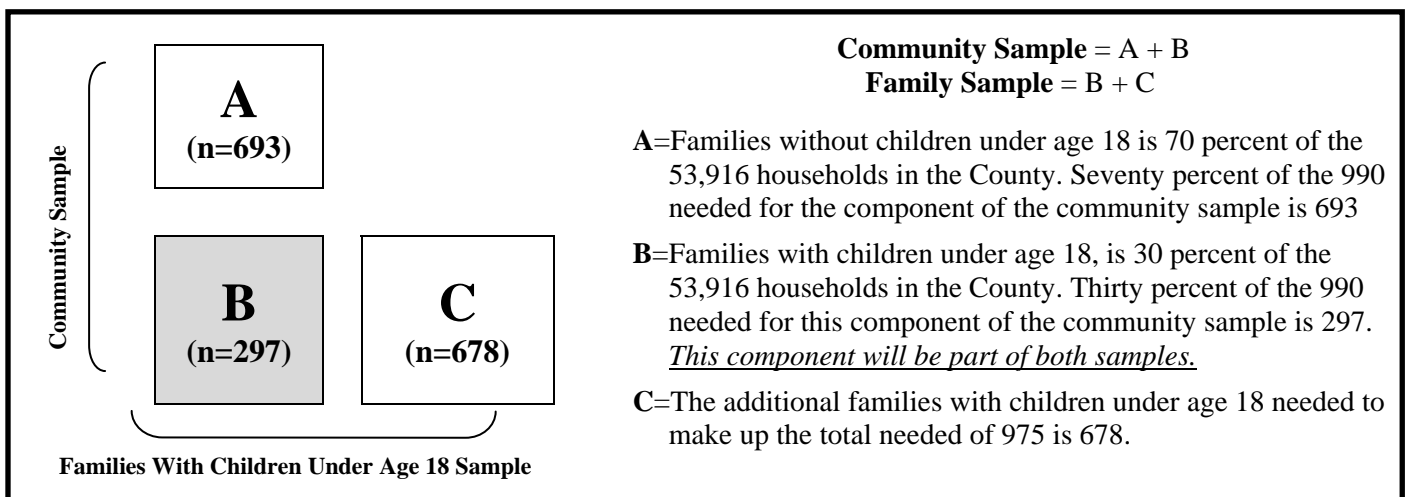 Community Sample
A
(n=693)
B
(n=297)
C
(n=678)
Families With Children Under Age 18 Sample
Community Sample = A + B
Family Sample = B + C
A=Families without children under age 18 is 70 percent of the
53,916 households in the County. Seventy percent of the 990
needed for the component of the community sample is 693
B=Families with children under age 18, is 30 percent of the
53,916 households in the County. Thirty percent of the 990
needed for this component of the community sample is 297.
This component will be part of both samples.
C=The additional families with children under age 18 needed to
make up the total needed of 975 is 678.